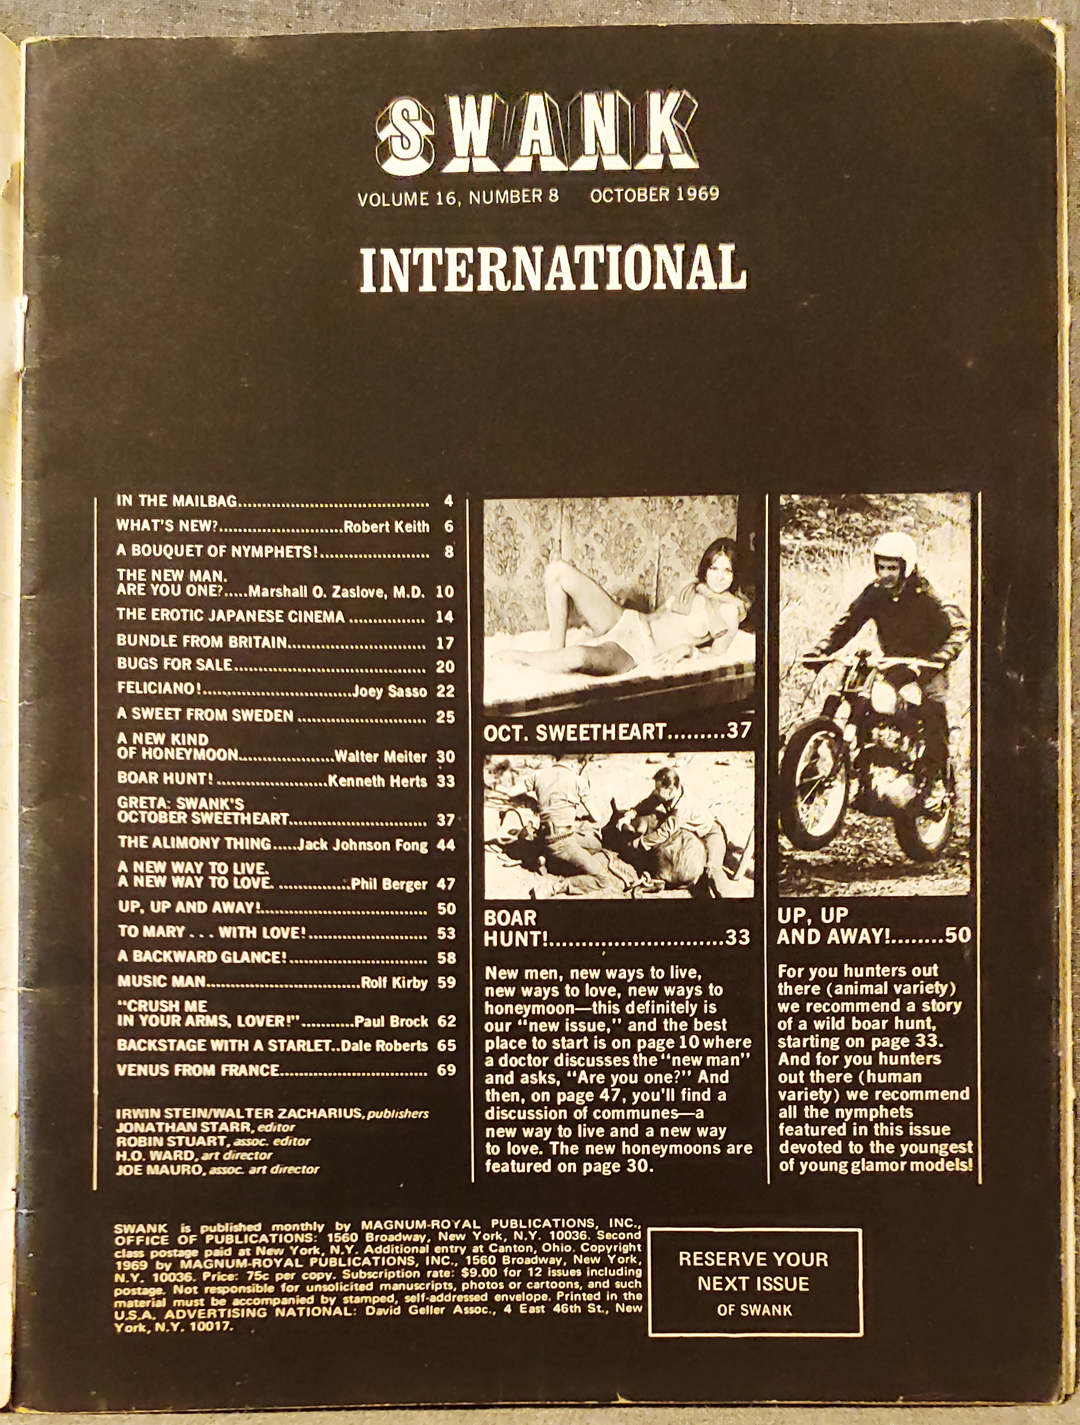 SWANK
VOLUME 16, NUMBER 8 OCTOBER 1969
INTERNATIONAL
IN THE MAILBAG........................................ 4
WHAT'S NEW?..........................Robert Keith 6
A BOUQUET OF NYMPHETS!....................... 8
THE NEW MAN.
ARE YOU ONE?.....Marshall O. Zaslove, M.D. 10
THE EROTIC JAPANESE CINEMA ................ 14
BUNDLE FROM BRITAIN............................. 17
BUGS FOR SALE........................................ 20
FELICIANO!...............................Joey Sasso 22
A SWEET FROM SWEDEN ........................... 25
A NEW KIND
OF HONEYMOON....................Walter Meiter 30
BOAR HUNT!.......................Kenneth Herts 33
GRETA: SWANK'S
OCTOBER SWEETHEART............................. 37
THE ALIMONY THING.....Jack Johnson Fong 44
A NEW WAY TO LIVE.
A NEW WAY TO LOVE. ...............Phil Berger 47
UP, UP AND AWAY!................................... 50
TO MARY . . . WITH LOVE!......................... 53
A BACKWARD GLANCE!............................. 58
MUSIC MAN................................Rolf Kirby 59
"CRUSH ME
IN YOUR ARMS, LOVER!"...........Paul Brock 62
BACKSTAGE WITH A STARLET..Dale Roberts 65
VENUS FROM FRANCE............................... 69
IRWIN STEIN/WALTER ZACHARIUS, publishers
JONATHAN STARR, editor
ROBIN STUART, assoc. editor
H.O. WARD, art director
JOE MAURO, assoc. art director
OCT. SWEETHEART.........37
BOAR
HUNT!...........................33
New men, new ways to live,
new ways to love, new ways to
honeymoon—this definitely is
our "new issue," and the best
place to start is on page 10 where
a doctor discusses the "new man"
and asks, "Are you one?" And
then, on page 47, you'll find a
discussion of communes—a
new way to live and a new way
to love. The new honeymoons are
featured on page 30.
UP, UP
AND AWAY!........50
For you hunters out
there (animal variety)
we recommend a story
of a wild boar hunt,
starting on page 33.
And for you hunters
out there (human
variety) we recommend
all the nymphets
featured in this issue
devoted to the youngest
of young glamor models!
SWANK is published monthly by MAGNUM-ROYAL PUBLICATIONS, INC.,
OFFICE OF PUBLICATIONS: 1560 Broadway, New York, N.Y. 10036. Second
class postage paid at New York, N.Y. Additional entry at Canton, Ohio. Copyright
1969 by MAGNUM-ROYAL PUBLICATIONS, INC., 1560 Broadway, New York,
N.Y. 10036. Price: 75c per copy. Subscription rate: $9.00 for 12 issues including
postage. Not responsible for unsolicited manuscripts, photos or cartoons, and such
material must be accompanied by stamped, self-addressed envelope. Printed in the
U.S.A. ADVERTISING NATIONAL: David Geller Assoc., 4 East 46th St., New
York, N.Y. 10017.
RESERVE YOUR
NEXT ISSUE
OF SWANK